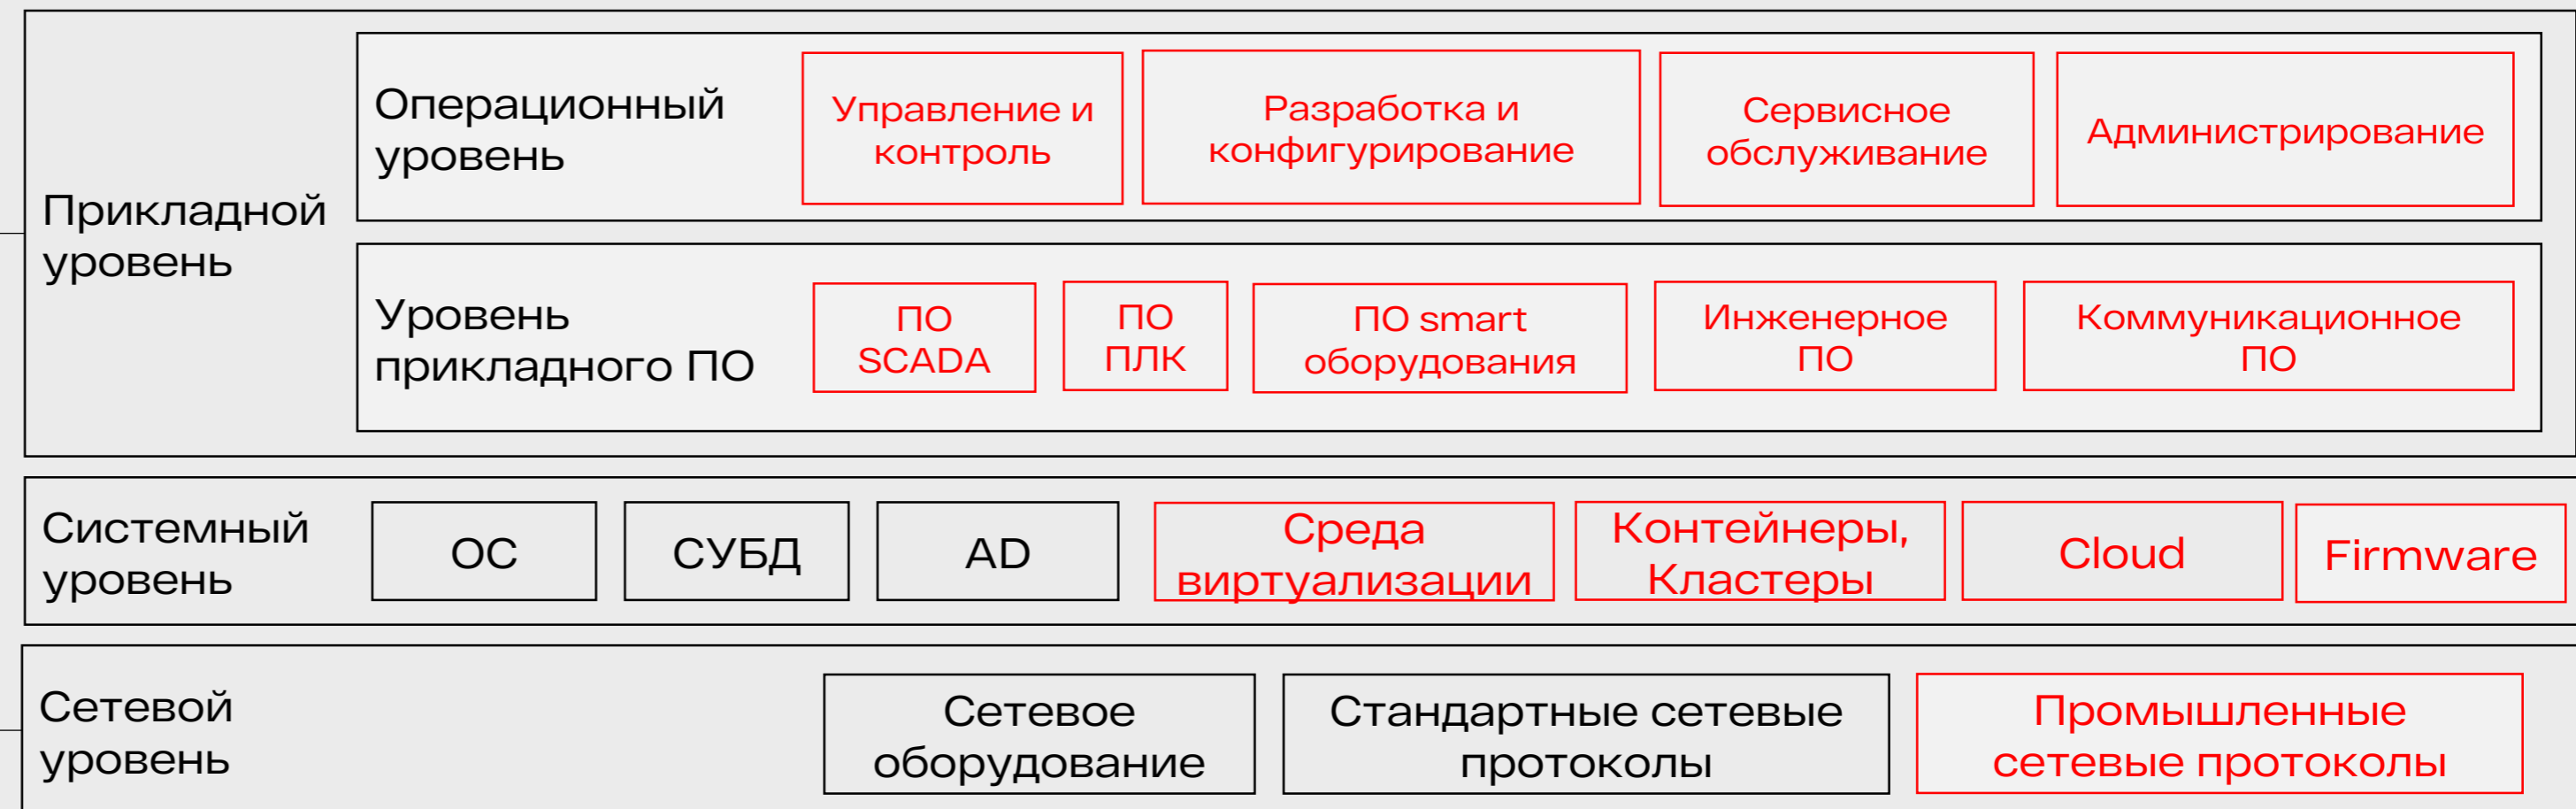 Прикладной
уровень
Операционный
уровень
Управление и
контроль
Разработка и
конфигурирование
Сервисное
обслуживание
Администрирование
Уровень
прикладного ПО
ПО
SCADA
ПО
ПЛК
ПО smart
оборудования
Инженерное
ПО
Коммуникационное
ПО
Системный
уровень
ОС
СУБД
AD
Среда
виртуализации
Контейнеры,
Кластеры
Cloud
Firmware
Сетевой
уровень
Сетевое
оборудование
Стандартные сетевые
протоколы
Промышленные
сетевые протоколы